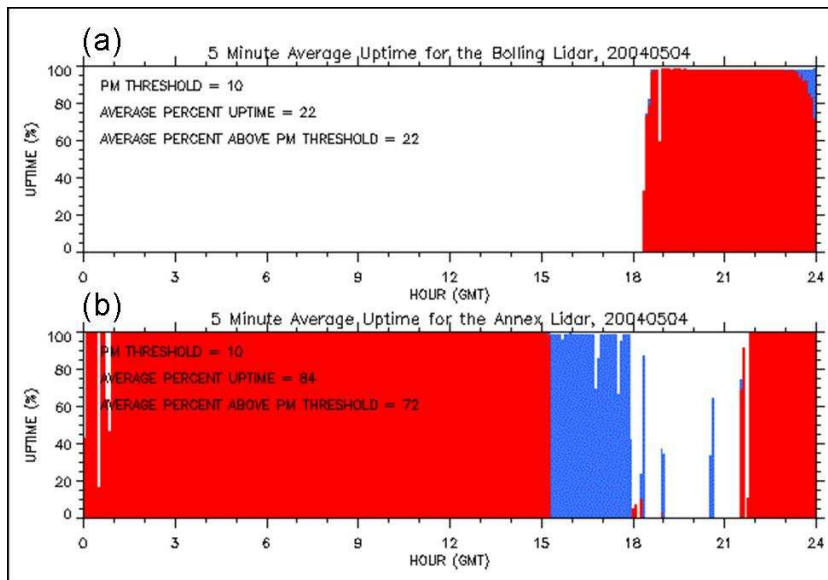 (a)
5 Minute Average Uptime for the Bolling Lidar, 20040504
100
80
60
40
20
0
UPTIME (%)
PM THRESHOLD = 10
AVERAGE PERCENT UPTIME = 22
AVERAGE PERCENT ABOVE PM THRESHOLD = 22
0 3 6 9 12 15 18 21 24
HOUR (GMT)
(b)
5 Minute Average Uptime for the Annex Lidar, 20040504
100
80
60
40
20
0
UPTIME (%)
PM THRESHOLD = 10
AVERAGE PERCENT UPTIME = 84
AVERAGE PERCENT ABOVE PM THRESHOLD = 72
0 3 6 9 12 15 18 21 24
HOUR (GMT)